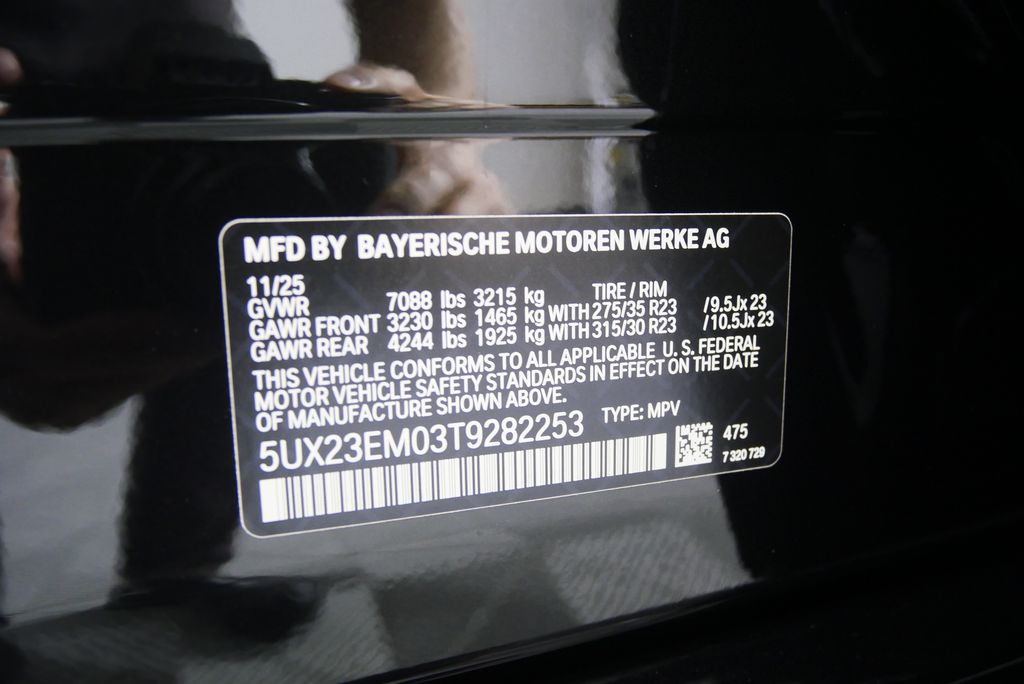 MFD BY BAYERISCHE MOTOREN WERKE AG
11/25 TIRE / RIM
GVWR 7088 lbs 3215 kg
GAWR FRONT 3230 lbs 1465 kg WITH 275/35 R23 /9.5Jx 23
GAWR REAR 4244 lbs 1925 kg WITH 315/30 R23 /10.5Jx 23
THIS VEHICLE CONFORMS TO ALL APPLICABLE U. S. FEDERAL
MOTOR VEHICLE SAFETY STANDARDS IN EFFECT ON THE DATE
OF MANUFACTURE SHOWN ABOVE.
5UX23EM03T9282253 TYPE: MPV
475
7 320 729